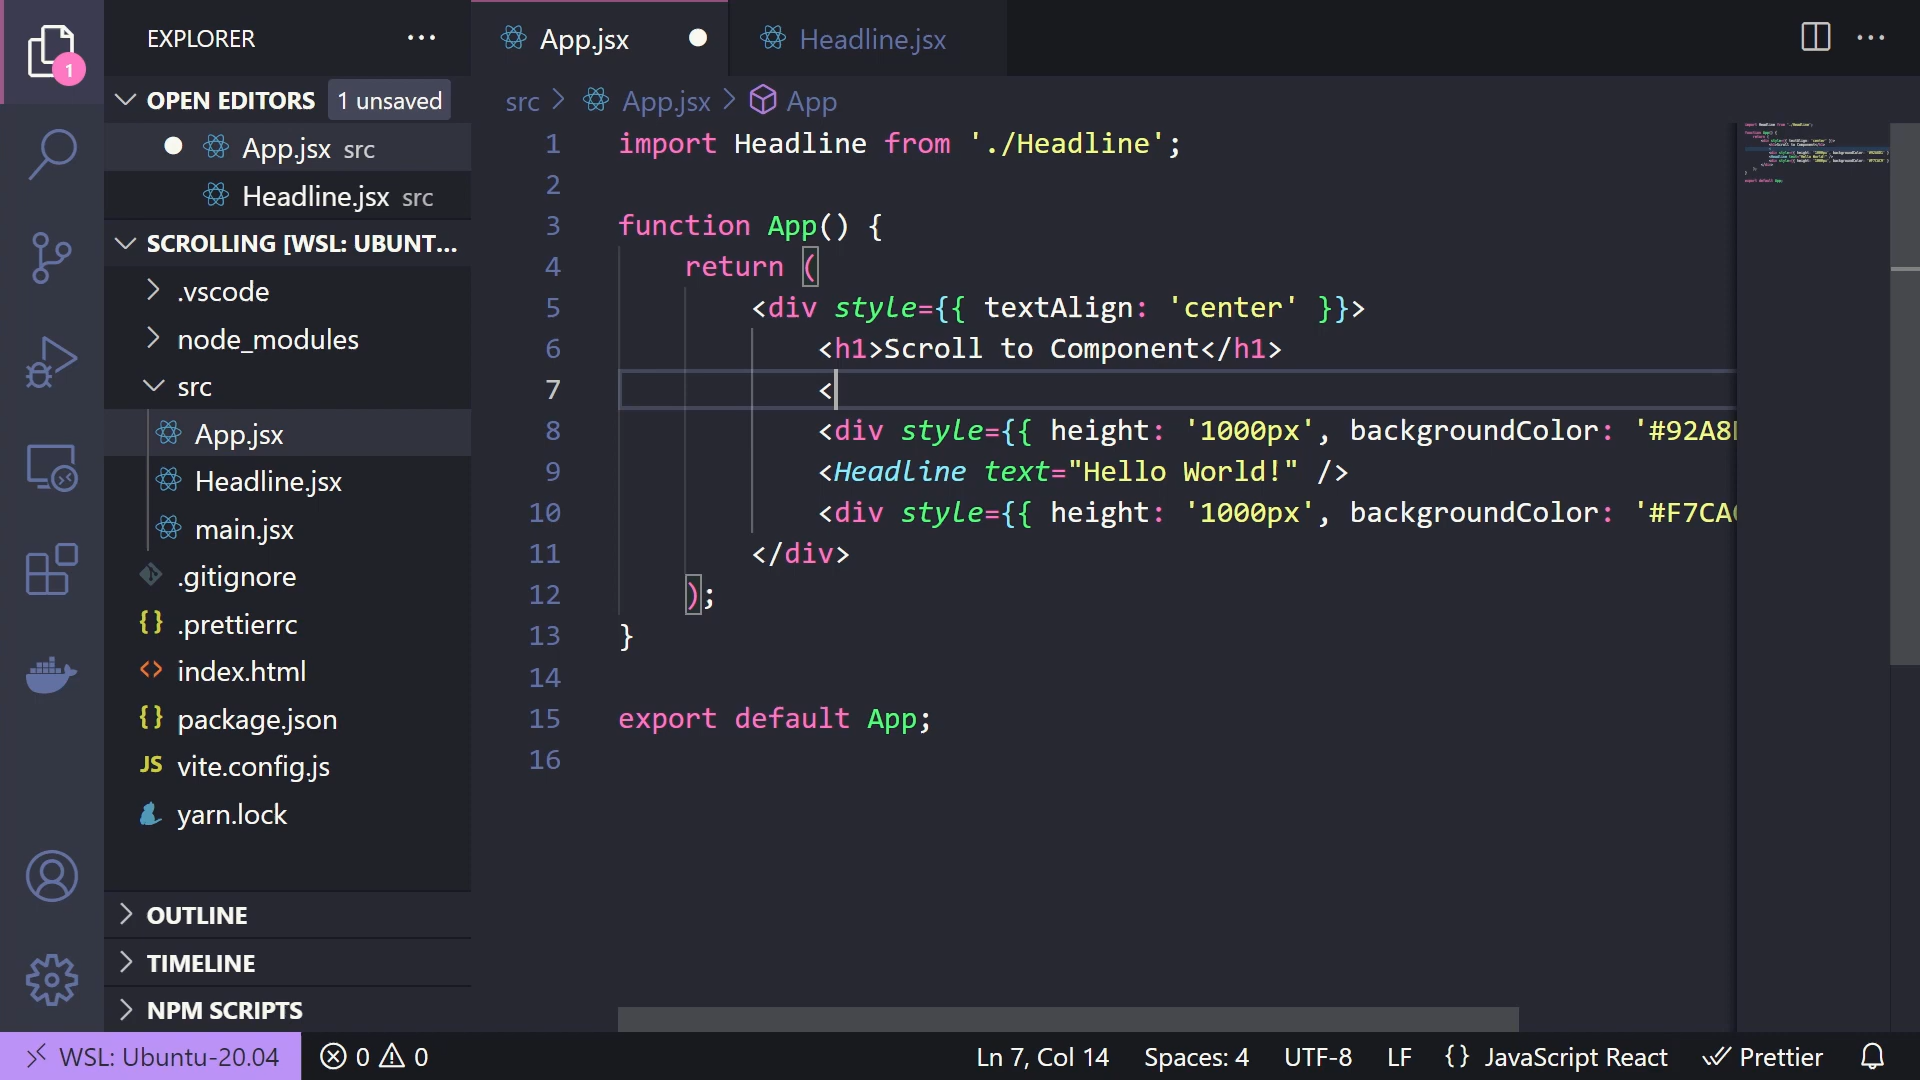 EXPLORER
1
OPEN EDITORS 1 unsaved
App.jsx src
Headline.jsx src
SCROLLING [WSL: UBUNT...
.vscode
node_modules
src
App.jsx
Headline.jsx
main.jsx
.gitignore
{} .prettierrc
<> index.html
{} package.json
JS vite.config.js
yarn.lock
OUTLINE
TIMELINE
NPM SCRIPTS
App.jsx
Headline.jsx
src > App.jsx > App
1 import Headline from './Headline';
2
3 function App() {
4 return (
5 <div style={{ textAlign: 'center' }}>
6 <h1>Scroll to Component</h1>
7 <
8 <div style={{ height: '1000px', backgroundColor: '#92A8
9 <Headline text="Hello World!" />
10 <div style={{ height: '1000px', backgroundColor: '#F7CA
11 </div>
12 );
13 }
14
15 export default App;
16
WSL: Ubuntu-20.04 0 0 Ln 7, Col 14 Spaces: 4 UTF-8 LF {} JavaScript React Prettier